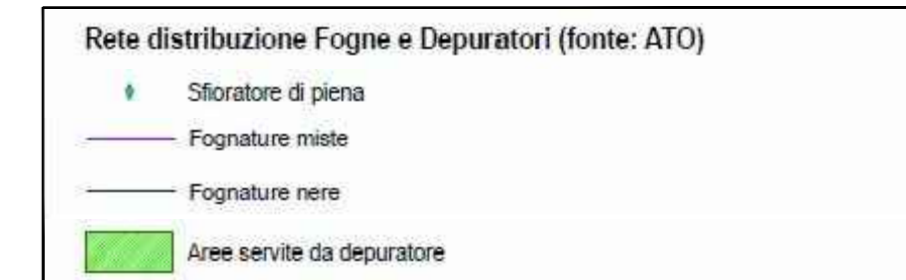 Rete distribuzione Fogne e Depuratori (fonte: ATO)
Sfioratore di piena
Fognature miste
Fognature nere
Aree servite da depuratore